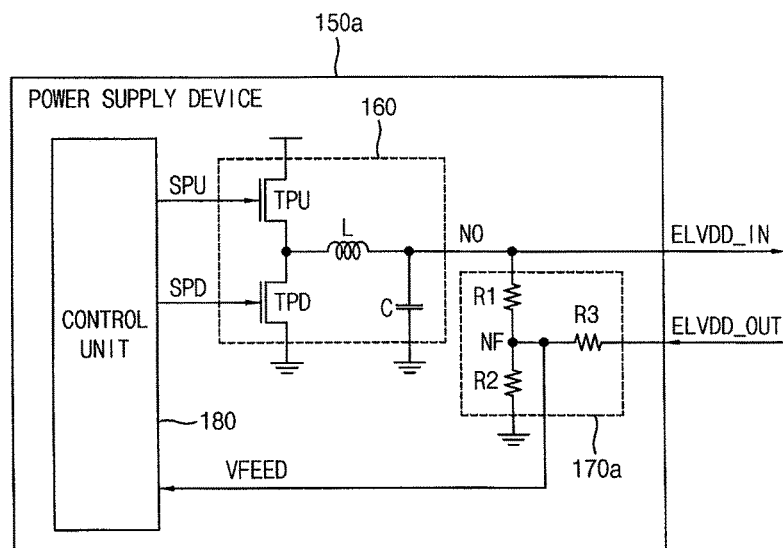 150a
POWER SUPPLY DEVICE
160
SPU
TPU
L
NO
ELVDD_IN
SPD
TPD
C
R1
R3
ELVDD_OUT
CONTROL
UNIT
NF
R2
180
170a
VFEED